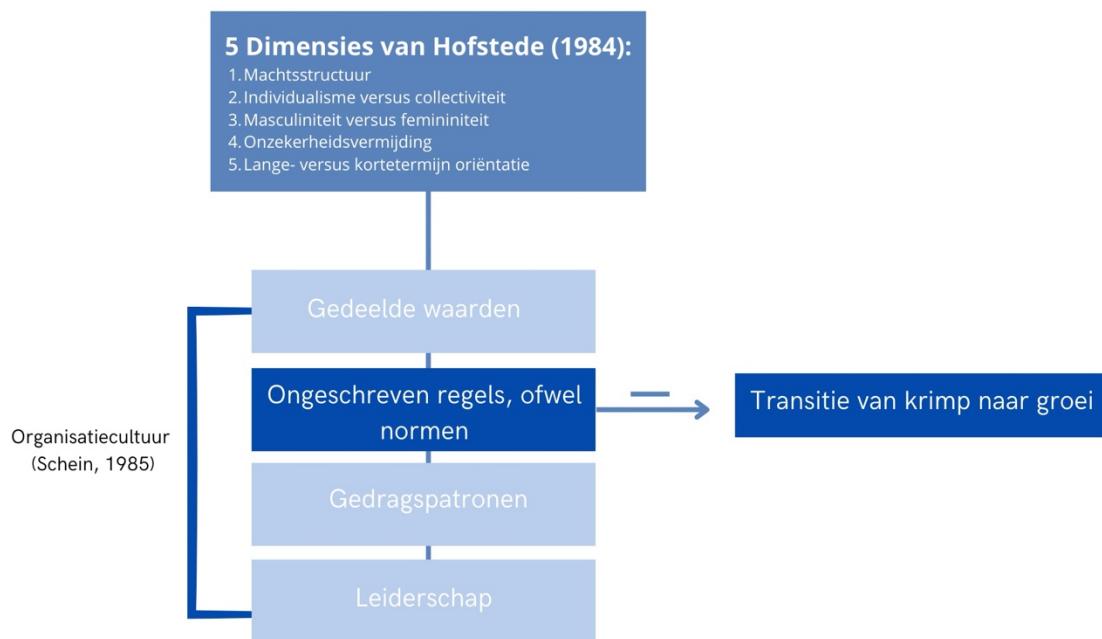 5 Dimensies van Hofstede (1984):
1. Machtsstructuur
2. Individualisme versus collectiviteit
3. Masculiniteit versus femininiteit
4. Onzekerheidsvermijding
5. Lange- versus kortetermijn oriëntatie
Gedeelde waarden
Ongeschreven regels, ofwel
normen
Transitie van krimp naar groei
Organisatiecultuur
(Schein, 1985)
Gedragspatronen
Leiderschap